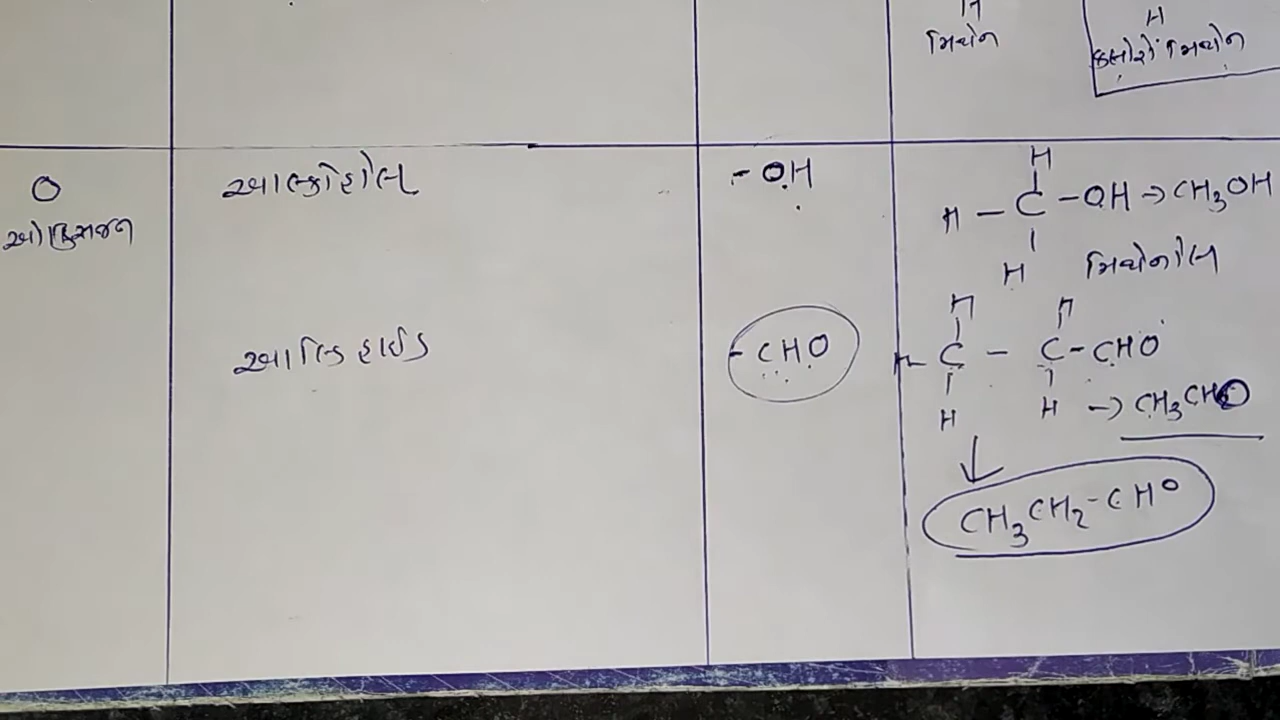 H
મિથેન
H
ક્લોરો મિથેન
O
ઓક્સિજન
આલ્કોહોલ
- OH
H
H - C - OH → CH₃OH
H
મિથેનોલ
આલ્ડિહાઈડ
- CHO
H H
H - C - C - CHO
H H → CH₃CHO
↓
CH₃CH₂-CHO